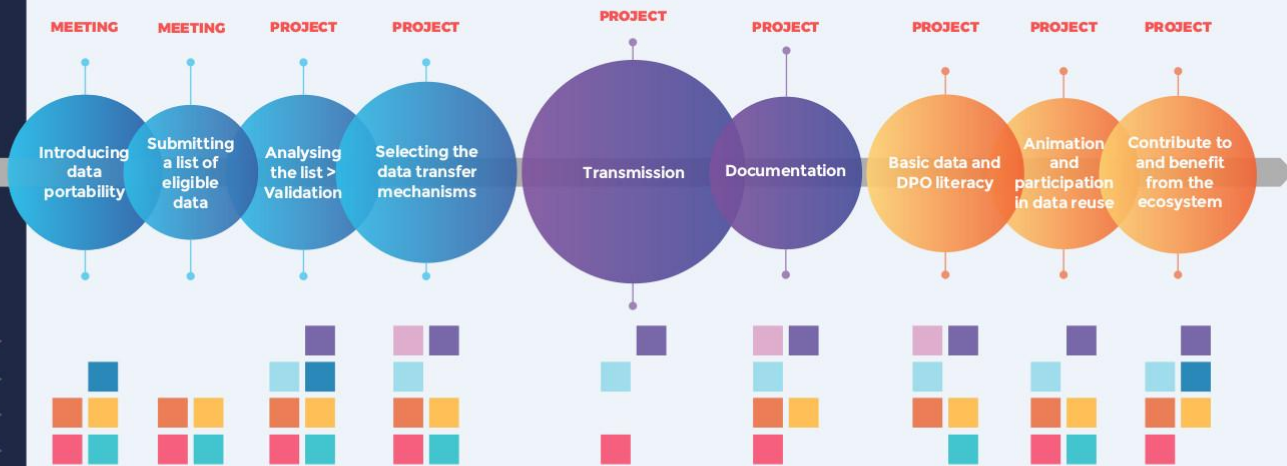 MEETING
MEETING
PROJECT
PROJECT
PROJECT
PROJECT
PROJECT
PROJECT
PROJECT
Introducing
data
portability
Submitting
a list of
eligible
data
Analysing
the list >
Validation
Selecting the
data transfer
mechanisms
Transmission
Documentation
Basic data and
DPO literacy
Animation
and
participation
in data reuse
Contribute to
and benefit
from the
ecosystem